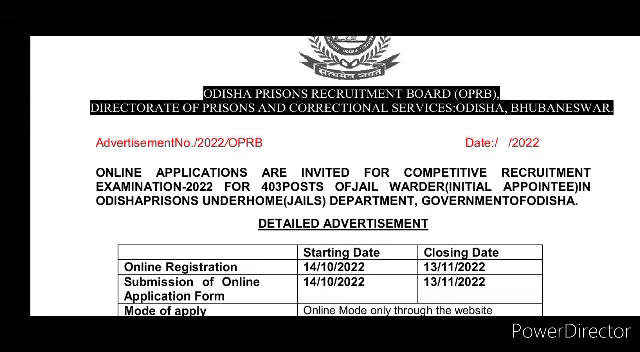 सत्यमेव जयते
ODISHA PRISONS RECRUITMENT BOARD (OPRB),
DIRECTORATE OF PRISONS AND CORRECTIONAL SERVICES:ODISHA, BHUBANESWAR.
AdvertisementNo./2022/OPRB Date:/ /2022
ONLINE APPLICATIONS ARE INVITED FOR COMPETITIVE RECRUITMENT
EXAMINATION-2022 FOR 403POSTS OFJAIL WARDER(INITIAL APPOINTEE)IN
ODISHAPRISONS UNDERHOME(JAILS) DEPARTMENT, GOVERNMENTOFODISHA.
DETAILED ADVERTISEMENT
Starting Date Closing Date
Online Registration 14/10/2022 13/11/2022
Submission of Online 14/10/2022 13/11/2022
Application Form
Mode of apply Online Mode only through the website
PowerDirector